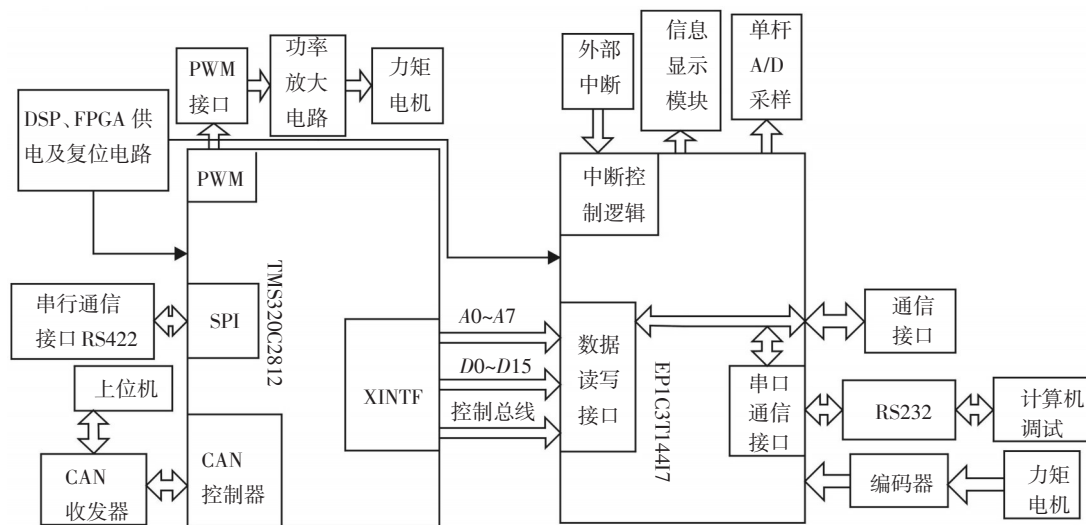 DSP、FPGA 供
电及复位电路
PWM
接口
功率
放大
电路
力矩
电机
外部
中断
信息
显示
模块
单杆
A/D
采样
PWM
中断控
制逻辑
TMS320C2812
串行通信
接口 RS422
SPI
XINTF
A0~A7
D0~D15
控制总线
数据
读写
接口
EP1C3T144I7
通信
接口
串口
通信
接口
RS232
计算机
调试
上位机
CAN
收发器
CAN
控制器
编码器
力矩
电机